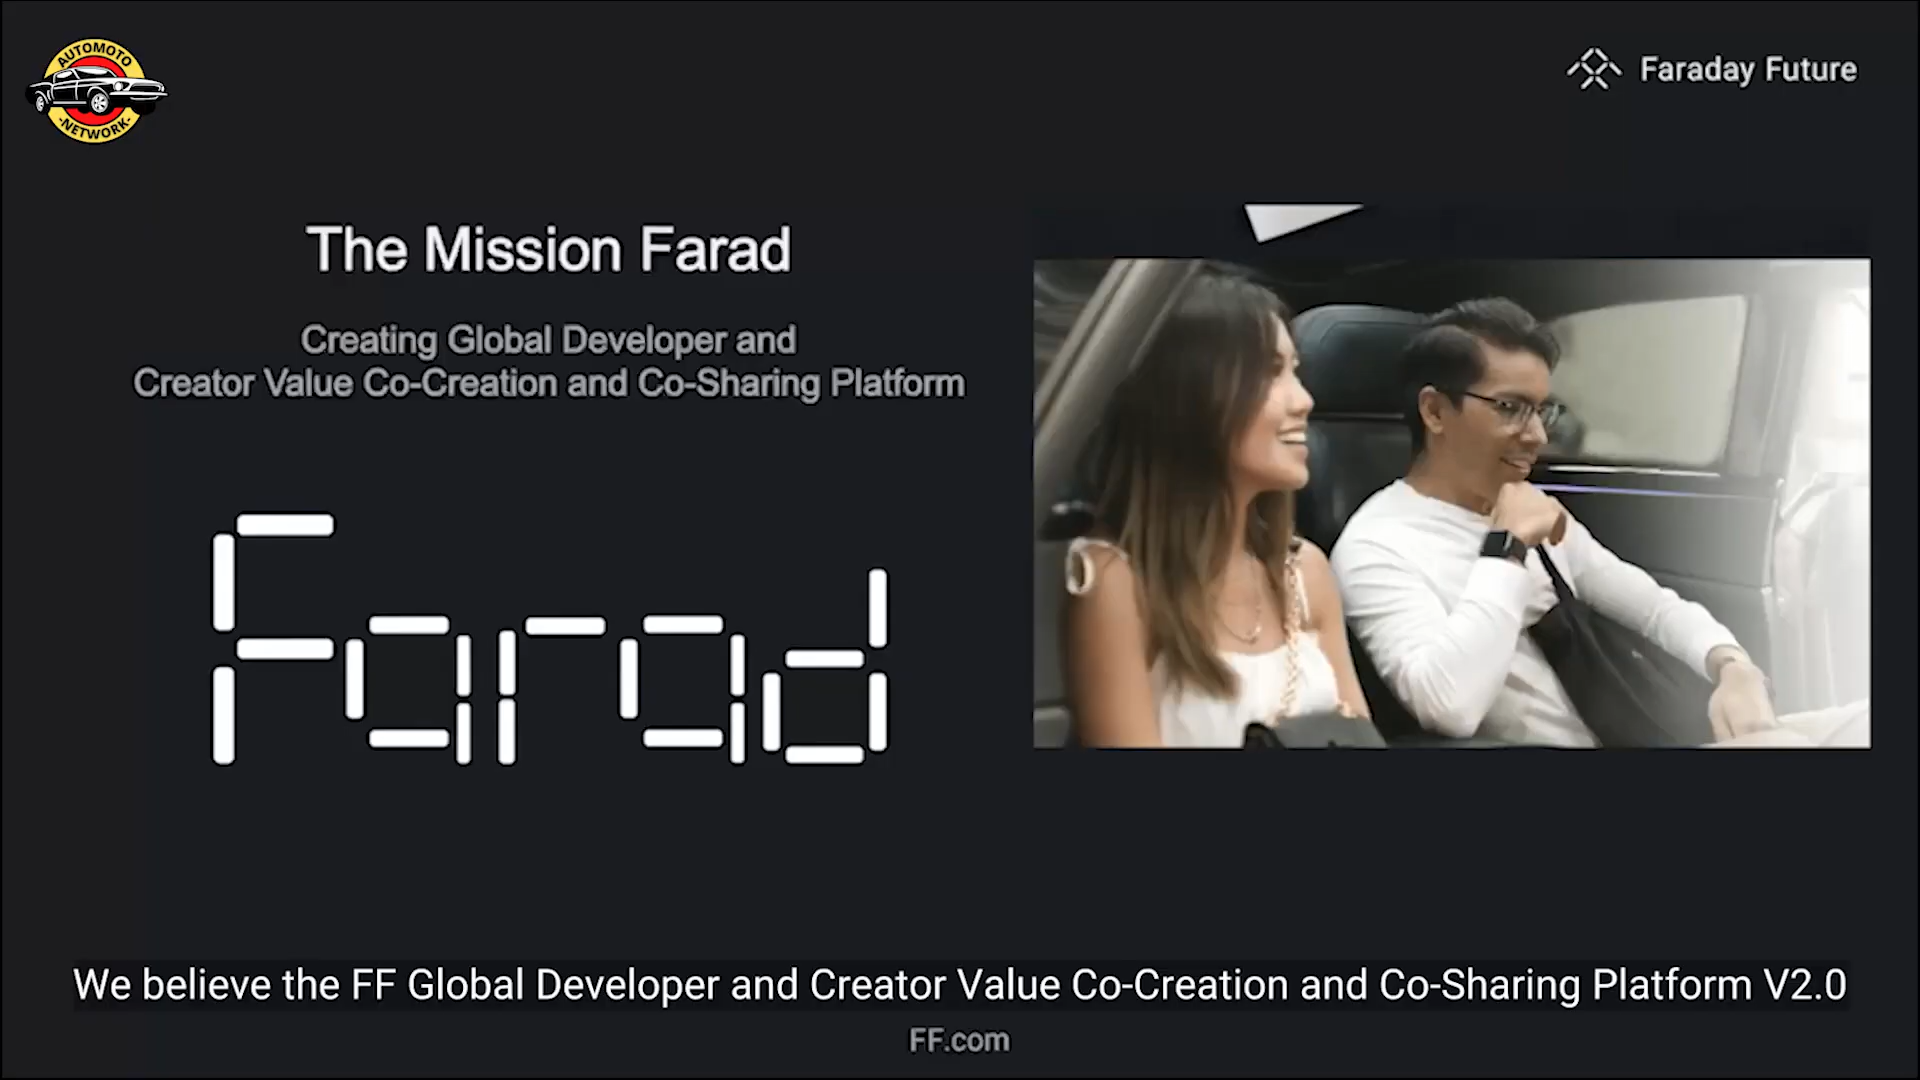 AUTOMOTO
-NETWORK-
Faraday Future
The Mission Farad
Creating Global Developer and
Creator Value Co-Creation and Co-Sharing Platform
Farad
We believe the FF Global Developer and Creator Value Co-Creation and Co-Sharing Platform V2.0
FF.com